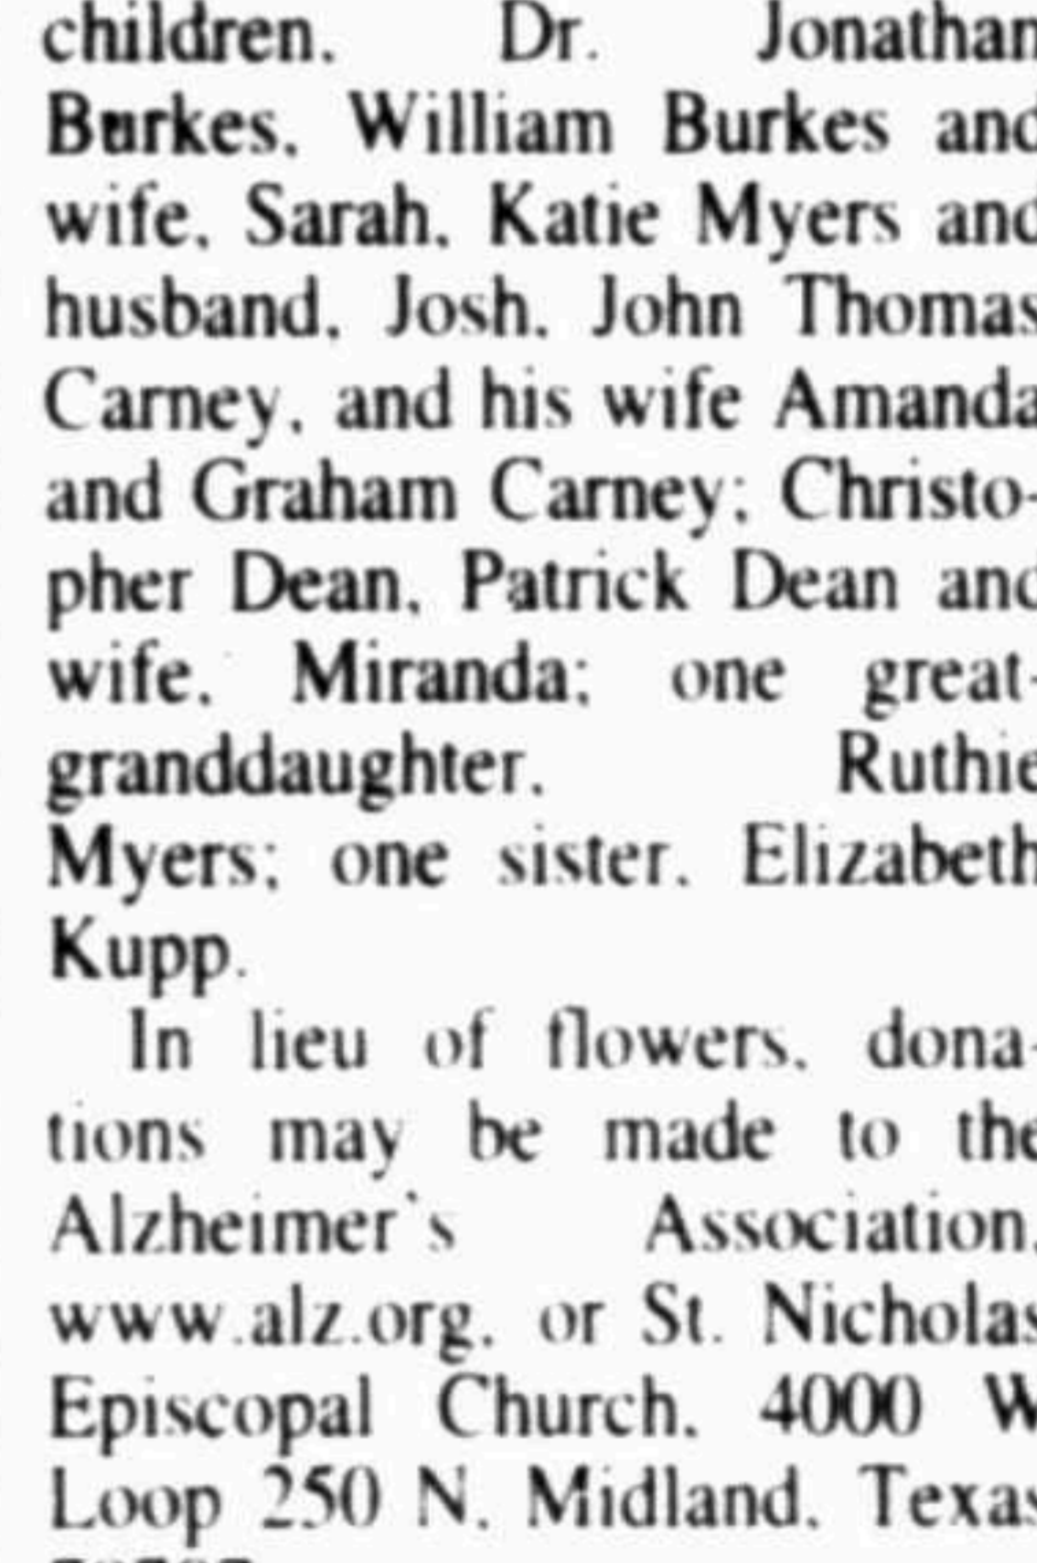 children, Dr. Jonathan
Burkes, William Burkes and
wife, Sarah, Katie Myers and
husband, Josh, John Thomas
Carney, and his wife Amanda
and Graham Carney; Christo-
pher Dean, Patrick Dean and
wife, Miranda; one great-
granddaughter, Ruthie
Myers; one sister, Elizabeth
Kupp.
In lieu of flowers, dona-
tions may be made to the
Alzheimer's Association,
www.alz.org, or St. Nicholas
Episcopal Church, 4000 W
Loop 250 N, Midland, Texas